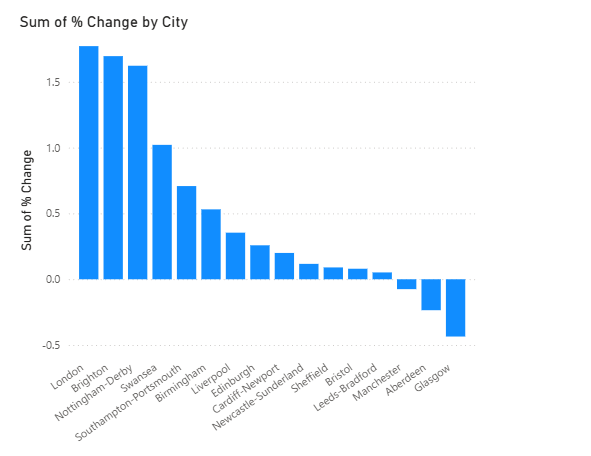 Sum of % Change by City
Sum of % Change
1.5
1.0
0.5
0.0
-0.5
London
Brighton
Nottingham-Derby
Swansea
Southampton-Portsmouth
Birmingham
Liverpool
Edinburgh
Cardiff-Newport
Newcastle-Sunderland
Sheffield
Bristol
Leeds-Bradford
Manchester
Aberdeen
Glasgow